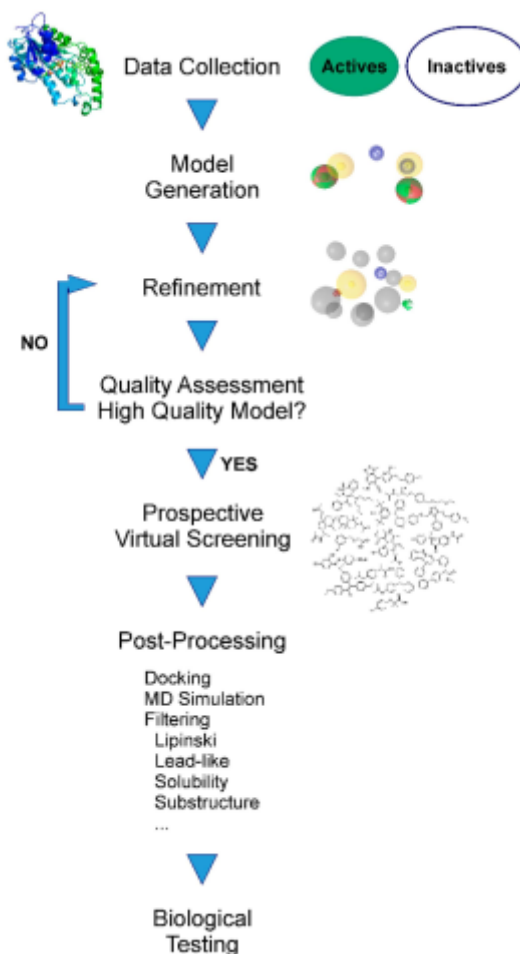 Data Collection
Actives
Inactives
Model
Generation
Refinement
NO
Quality Assessment
High Quality Model?
YES
Prospective
Virtual Screening
Post-Processing
Docking
MD Simulation
Filtering
Lipinski
Lead-like
Solubility
Substructure
...
Biological
Testing